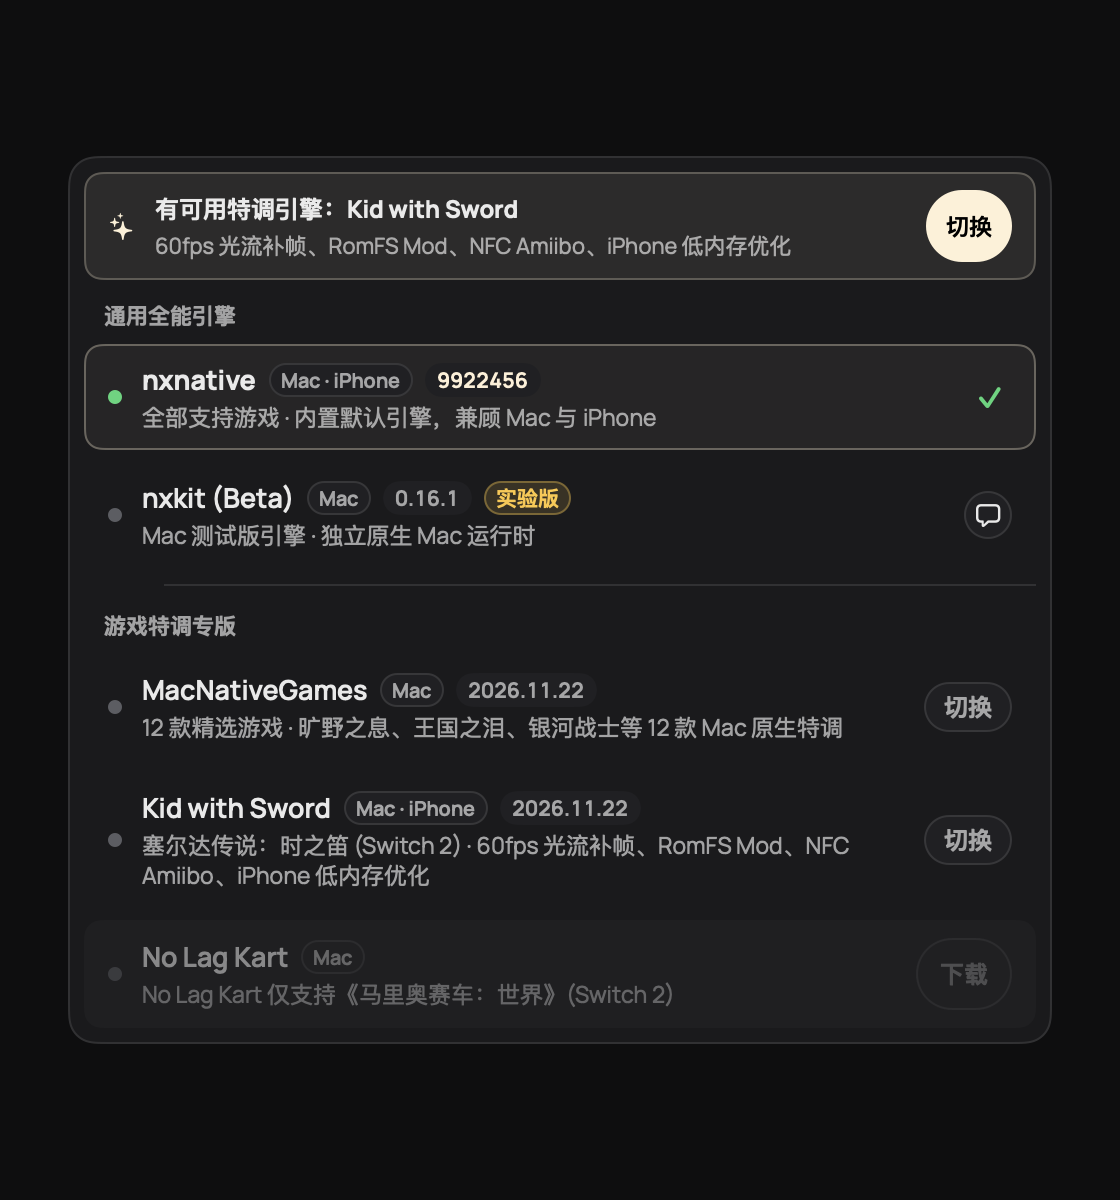 有可用特调引擎：Kid with Sword
切换
60fps 光流补帧、RomFS Mod、NFC Amiibo、iPhone 低内存优化
通用全能引擎
nxnative Mac · iPhone 9922456
全部支持游戏 · 内置默认引擎，兼顾 Mac 与 iPhone
nxkit (Beta) Mac 0.16.1 实验版
Mac 测试版引擎 · 独立原生 Mac 运行时
游戏特调专版
MacNativeGames Mac 2026.11.22
切换
12 款精选游戏 · 旷野之息、王国之泪、银河战士等 12 款 Mac 原生特调
Kid with Sword Mac · iPhone 2026.11.22
塞尔达传说：时之笛 (Switch 2) · 60fps 光流补帧、RomFS Mod、NFC
Amiibo、iPhone 低内存优化
切换
No Lag Kart Mac
下载
No Lag Kart 仅支持《马里奥赛车：世界》(Switch 2)